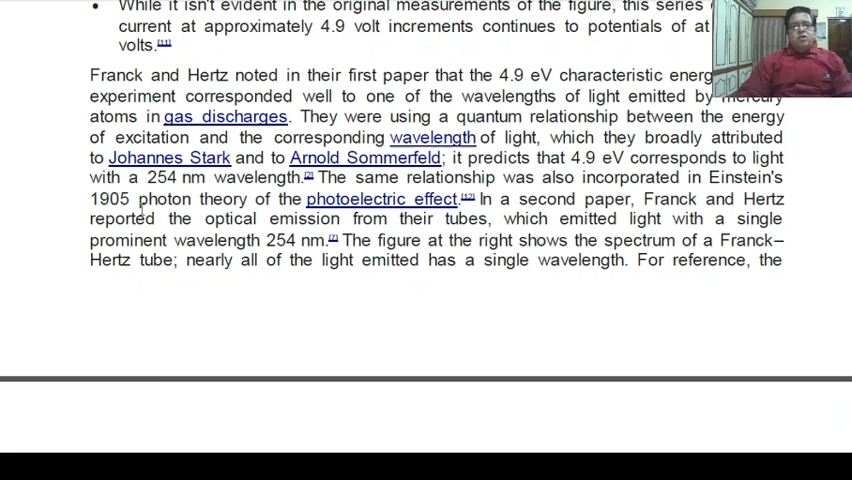 While it isn't evident in the original measurements of the figure, this series
current at approximately 4.9 volt increments continues to potentials of at
volts.[11]
Franck and Hertz noted in their first paper that the 4.9 eV characteristic
experiment corresponded well to one of the wavelengths of light emitted by mercury
atoms in gas discharges. They were using a quantum relationship between the energy
of excitation and the corresponding wavelength of light, which they broadly attributed
to Johannes Stark and to Arnold Sommerfeld; it predicts that 4.9 eV corresponds to light
with a 254 nm wavelength.[2] The same relationship was also incorporated in Einstein's
1905 photon theory of the photoelectric effect.[12] In a second paper, Franck and Hertz
reported the optical emission from their tubes, which emitted light with a single
prominent wavelength 254 nm.[7] The figure at the right shows the spectrum of a Franck–
Hertz tube; nearly all of the light emitted has a single wavelength. For reference, the